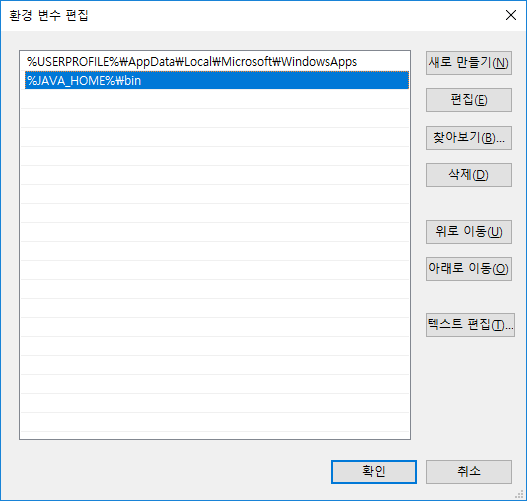 환경 변수 편집
%USERPROFILE%₩AppData₩Local₩Microsoft₩WindowsApps
%JAVA_HOME%₩bin
새로 만들기(N)
편집(E)
찾아보기(B)...
삭제(D)
위로 이동(U)
아래로 이동(O)
텍스트 편집(T)...
확인
취소